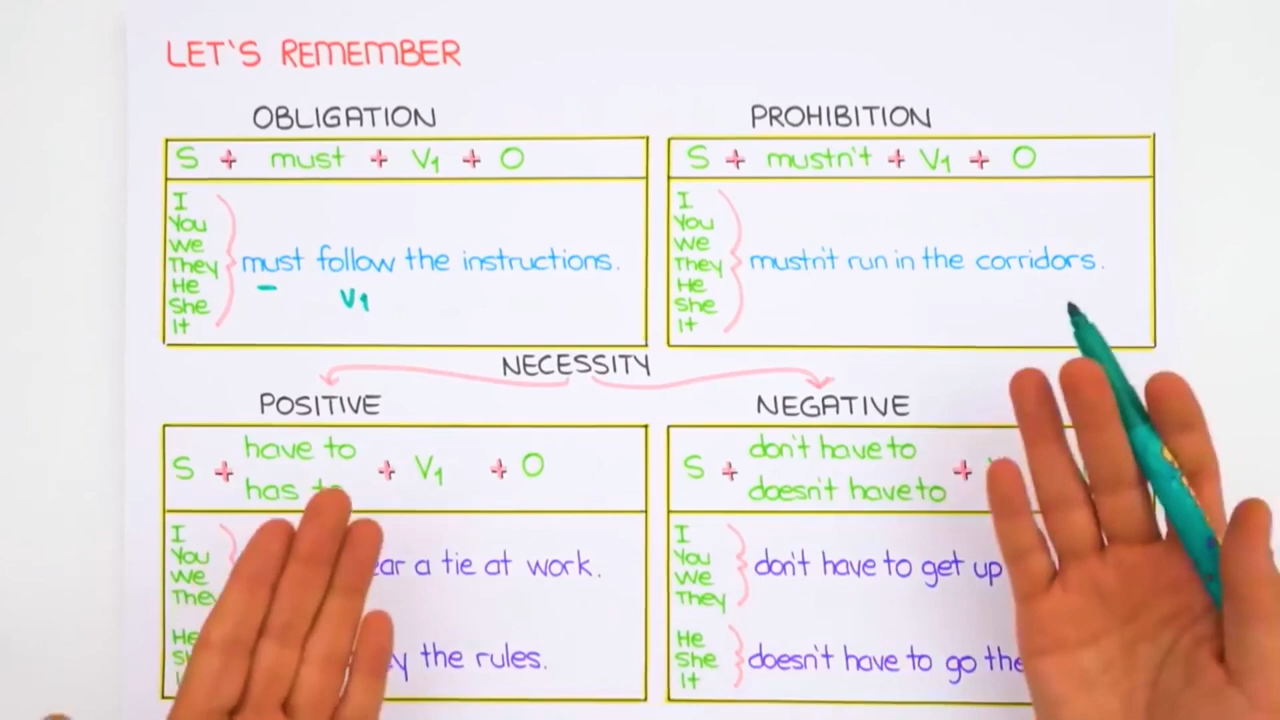 LET'S REMEMBER
OBLIGATION
S + must + V1 + O
I
You
We
They
He
She
It
must follow the instructions.
V1
PROHIBITION
S + mustn't + V1 + O
I
You
We
They
He
She
It
mustn't run in the corridors.
NECESSITY
POSITIVE
S + have to + V1 + O
has to
I
You
We
They
a tie at work.
He
the rules.
NEGATIVE
S + don't have to +
doesn't have to
I
You
We
They
don't have to get up
He
She
It
doesn't have to go